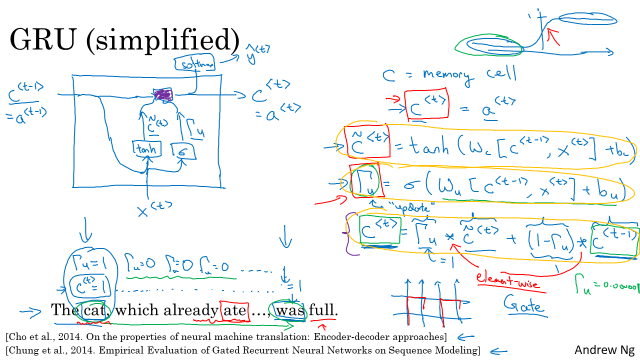 GRU (simplified)
softmax ŷ<t>
c<t-1> = a<t-1>
c<t> = a<t>
c̃<t> Γu
tanh σ
x<t>
c = memory cell
c<t> = a<t>
c̃<t> = tanh(Wc[c<t-1>, x<t>] + bc)
Γu = σ(Wu[c<t-1>, x<t>] + bu)
"update"
c<t> = Γu * c̃<t> + (1-Γu) * c<t-1>
element-wise
Gate
Γu = 0.000001
Γu=1 Γu=0 Γu=0 Γu=0 ......
c<t>=1 ...... =1
The cat, which already ate ..., was full.
[Cho et al., 2014. On the properties of neural machine translation: Encoder-decoder approaches]
[Chung et al., 2014. Empirical Evaluation of Gated Recurrent Neural Networks on Sequence Modeling]
Andrew Ng